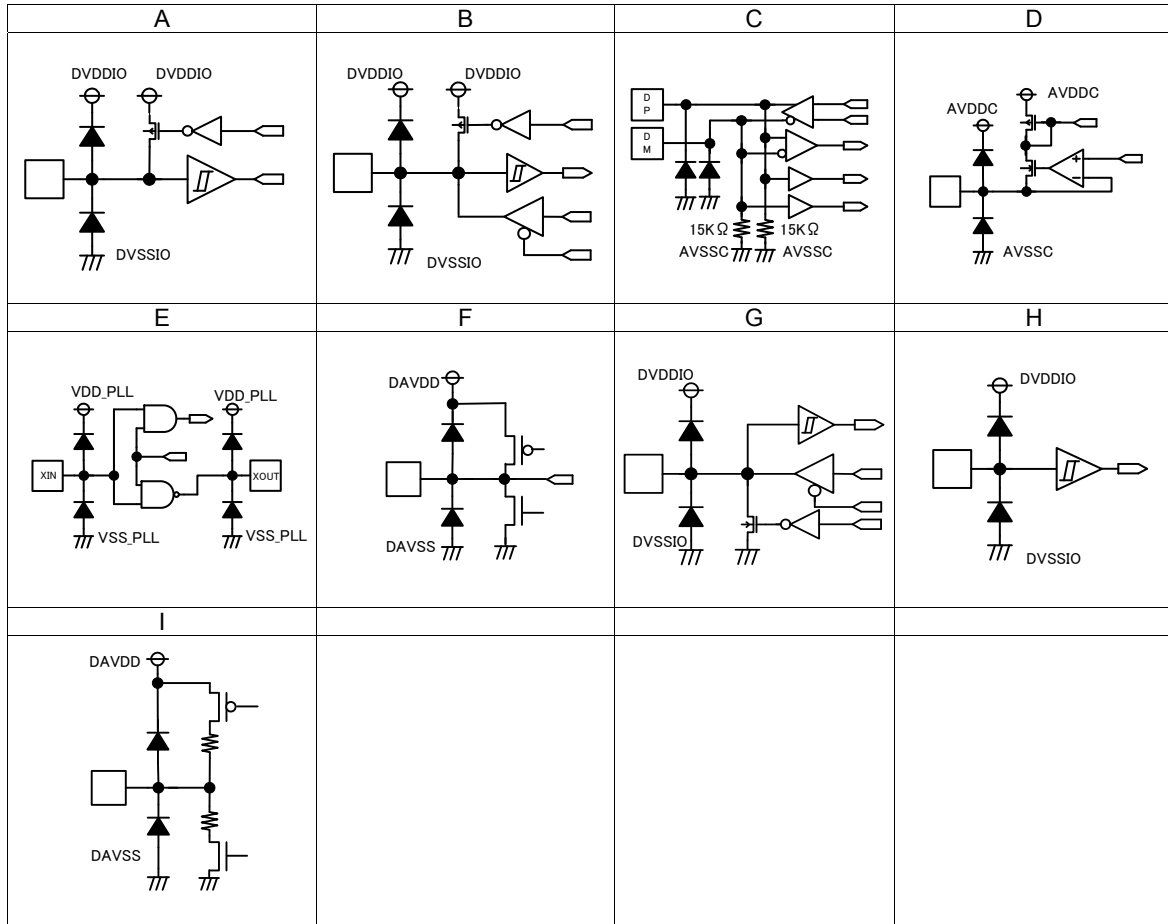 A B C D
DVDDIO DVDDIO
DVSSIO
DVDDIO DVDDIO
DVSSIO
D
P
D
M
15KΩ 15KΩ
AVSSC AVSSC
AVDDC
AVDDC
+
−
AVSSC
E F G H
VDD_PLL VDD_PLL
XIN XOUT
VSS_PLL VSS_PLL
DAVDD
DAVSS
DVDDIO
DVSSIO
DVDDIO
DVSSIO
I
DAVDD
DAVSS